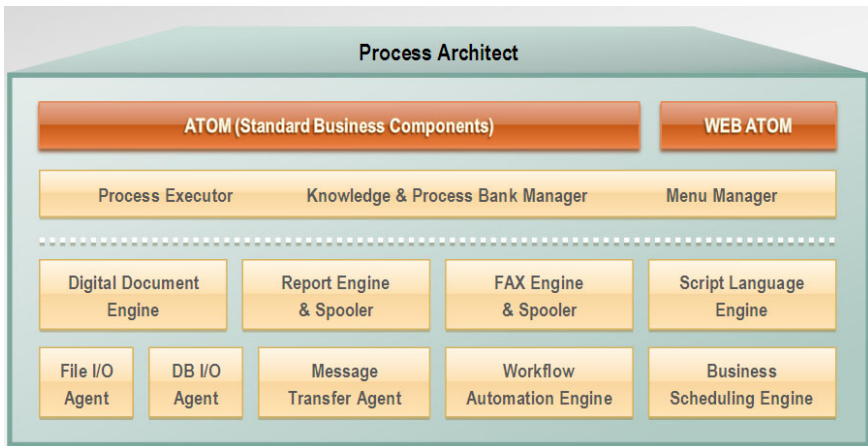 Process Architect
ATOM (Standard Business Components)
WEB ATOM
Process Executor
Knowledge & Process Bank Manager
Menu Manager
Digital Document
Engine
Report Engine
& Spooler
FAX Engine
& Spooler
Script Language
Engine
File I/O
Agent
DB I/O
Agent
Message
Transfer Agent
Workflow
Automation Engine
Business
Scheduling Engine